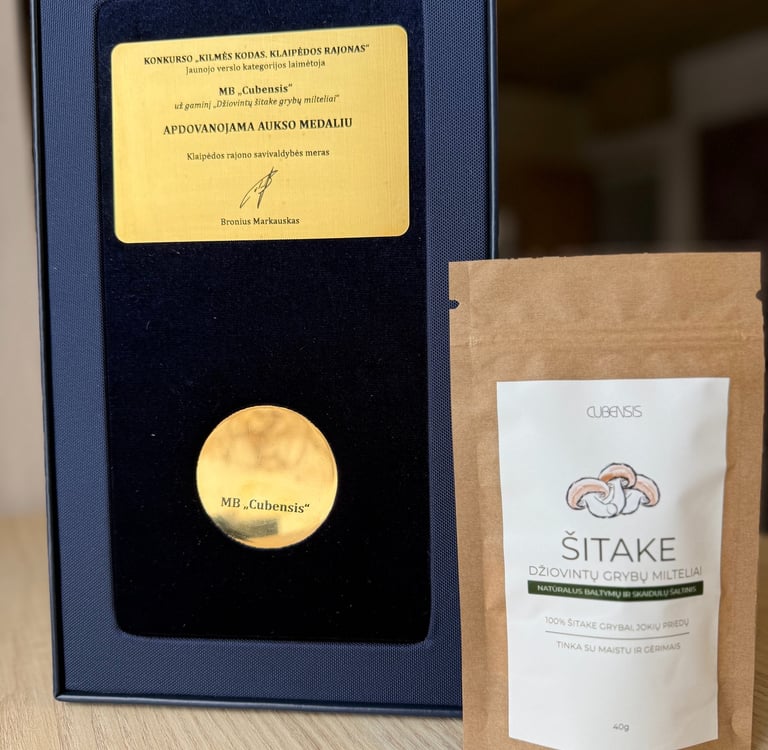 KONKURSO „KILMĖS KODAS. KLAIPĖDOS RAJONAS“
jaunojo verslo kategorijos laimėtoja
MB „Cubensis“
už gaminį „Džiovintų šitake grybų milteliai“
APDOVANOJAMA AUKSO MEDALIU
Klaipėdos rajono savivaldybės meras
Bronius Markauskas
MB „Cubensis“
CUBENSIS
ŠITAKE
DŽIOVINTŲ GRYBŲ MILTELIAI
NATŪRALUS BALTYMŲ IR SKAIDULŲ ŠALTINIS
100% ŠITAKE GRYBAI, JOKIŲ PRIEDŲ
TINKA SU MAISTU IR GĖRIMAIS
40g